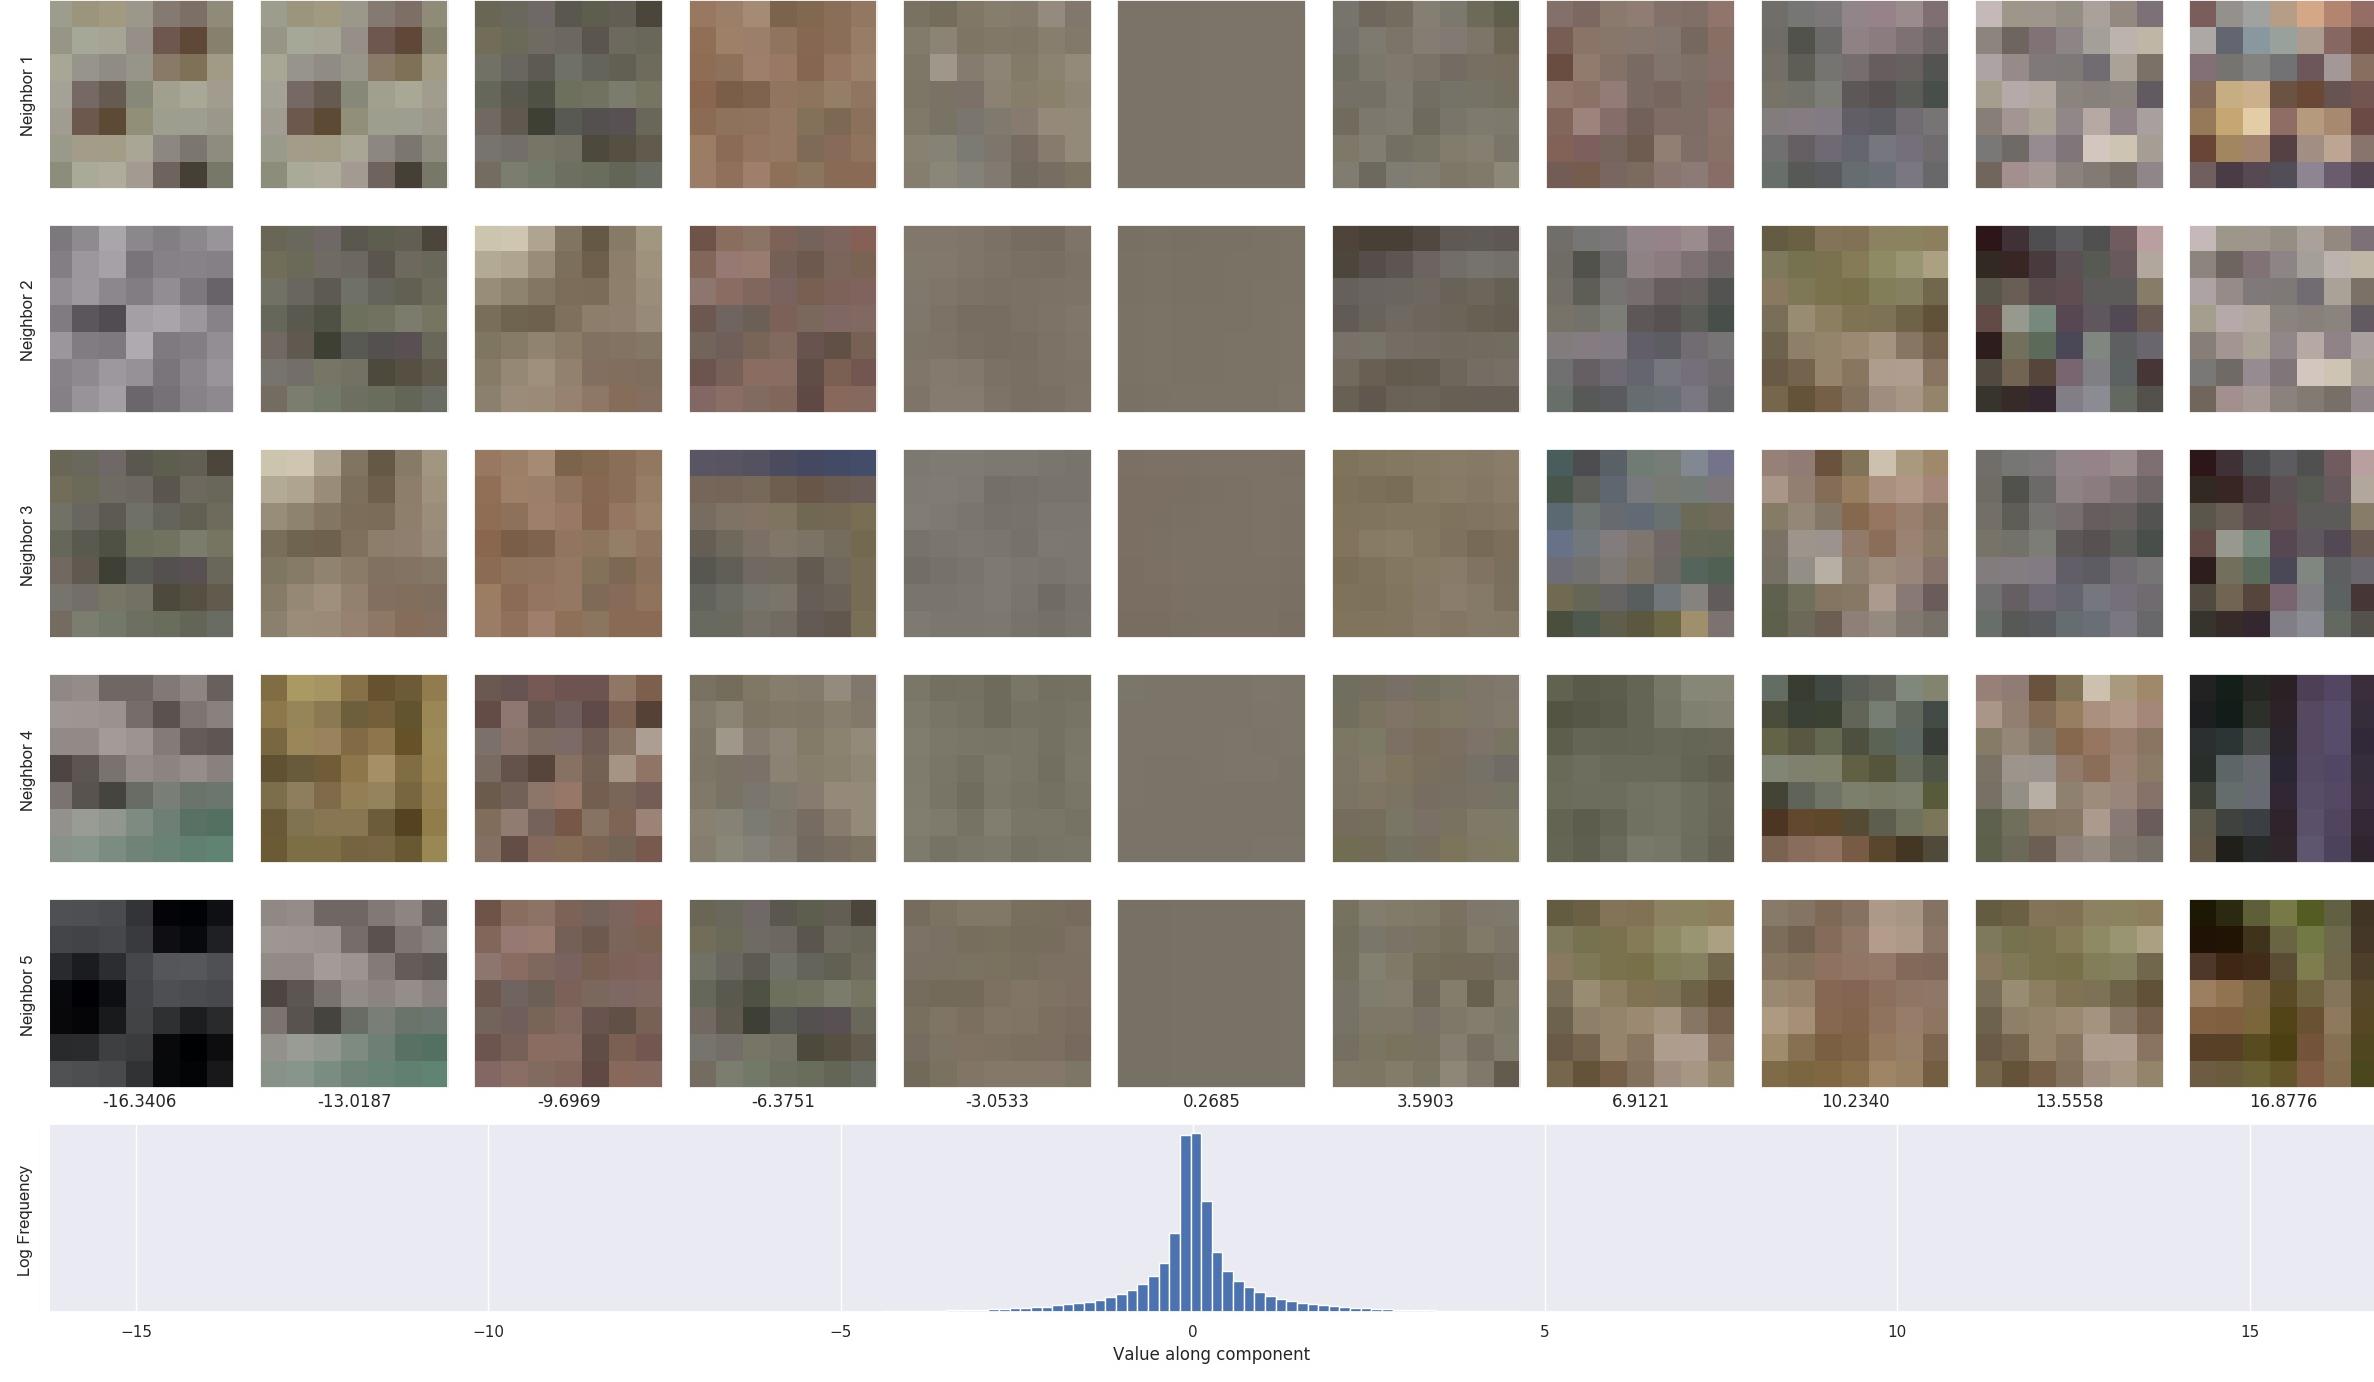 Neighbor 1
Neighbor 2
Neighbor 3
Neighbor 4
Neighbor 5
-16.3406 -13.0187 -9.6969 -6.3751 -3.0533 0.2685 3.5903 6.9121 10.2340 13.5558 16.8776
Log Frequency
−15 −10 −5 0 5 10 15
Value along component